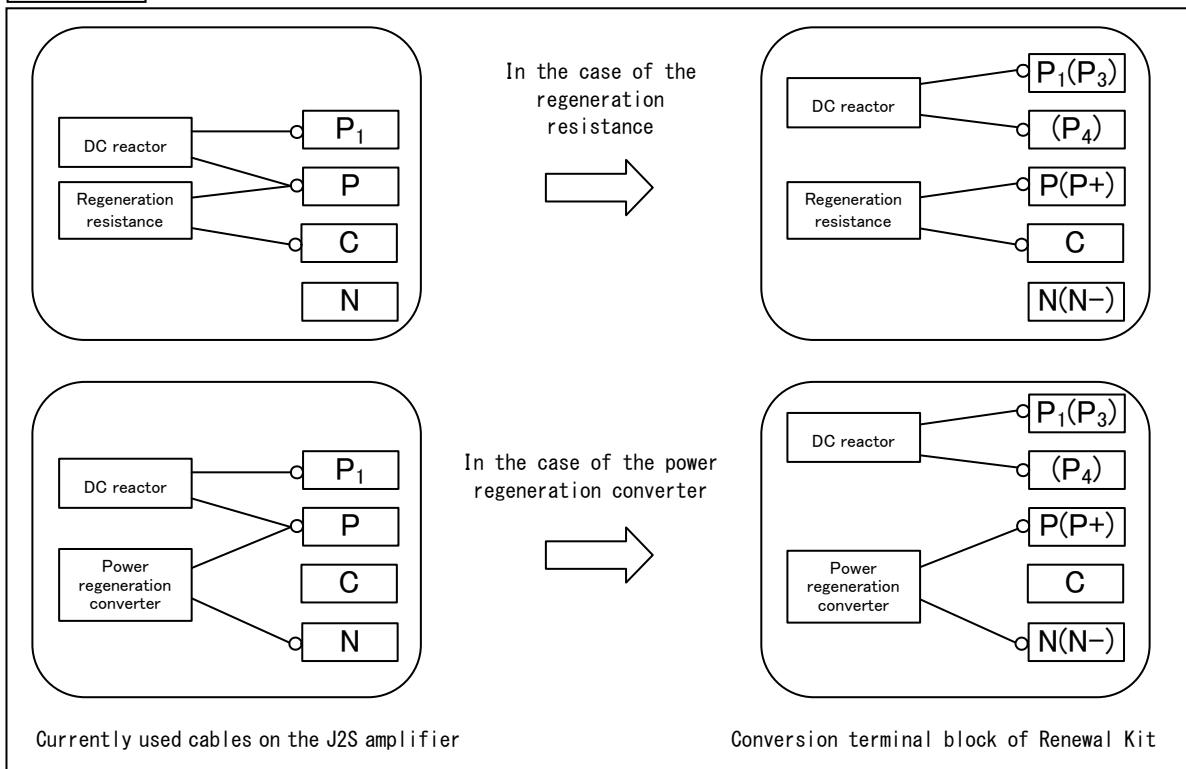 DC reactor
Regeneration
resistance
P₁
P
C
N
In the case of the
regeneration
resistance
DC reactor
Regeneration
resistance
P₁(P₃)
(P₄)
P(P+)
C
N(N−)
DC reactor
Power
regeneration
converter
P₁
P
C
N
In the case of the power
regeneration converter
DC reactor
Power
regeneration
converter
P₁(P₃)
(P₄)
P(P+)
C
N(N−)
Currently used cables on the J2S amplifier
Conversion terminal block of Renewal Kit